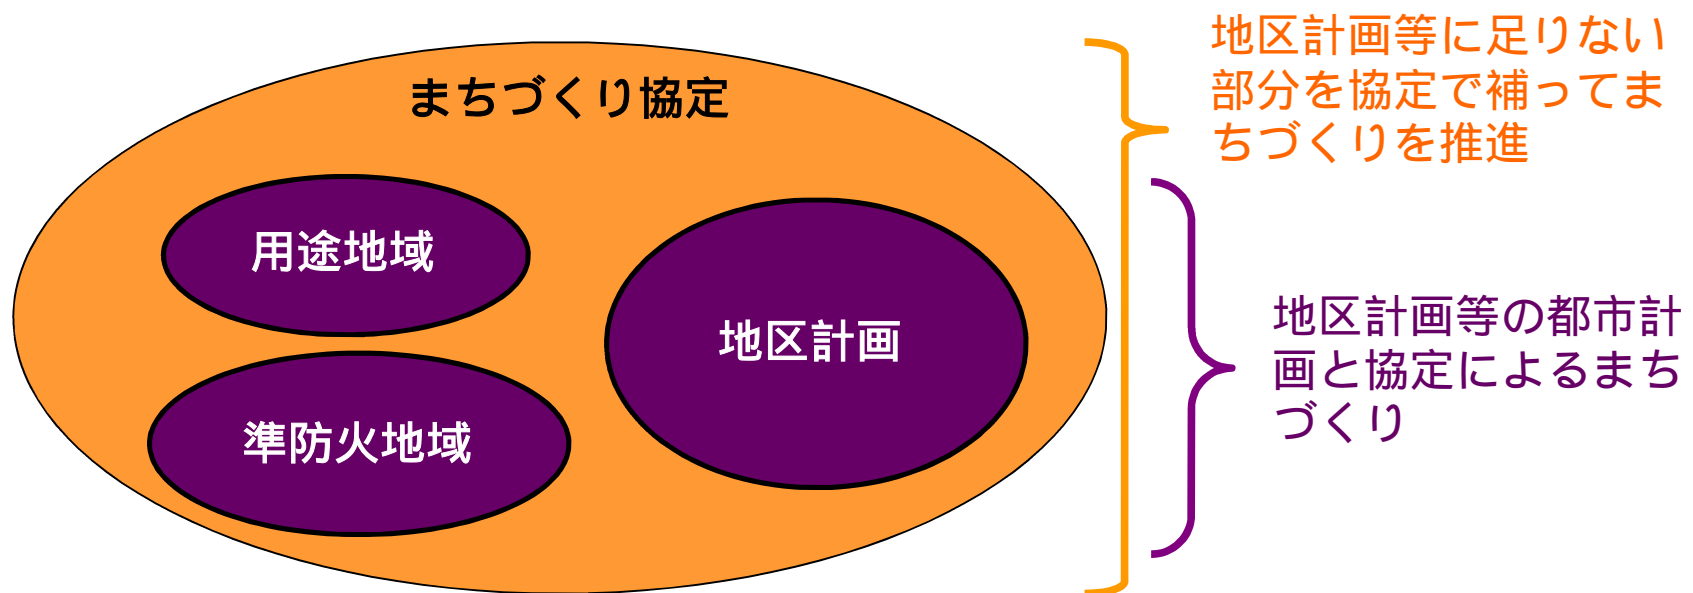 まちづくり協定
用途地域
準防火地域
地区計画
地区計画等に足りない
部分を協定で補ってま
ちづくりを推進
地区計画等の都市計
画と協定によるまち
づくり